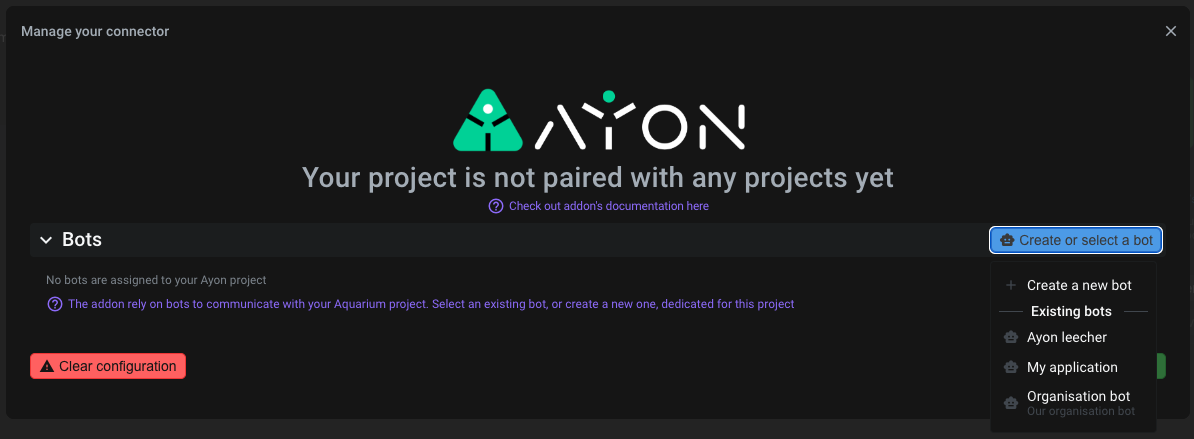 Manage your connector
AYON
Your project is not paired with any projects yet
Check out addon's documentation here
Bots
Create or select a bot
No bots are assigned to your Ayon project
The addon rely on bots to communicate with your Aquarium project. Select an existing bot, or create a new one, dedicated for this project
Create a new bot
Existing bots
Ayon leecher
My application
Organisation bot
Our organisation bot
Clear configuration